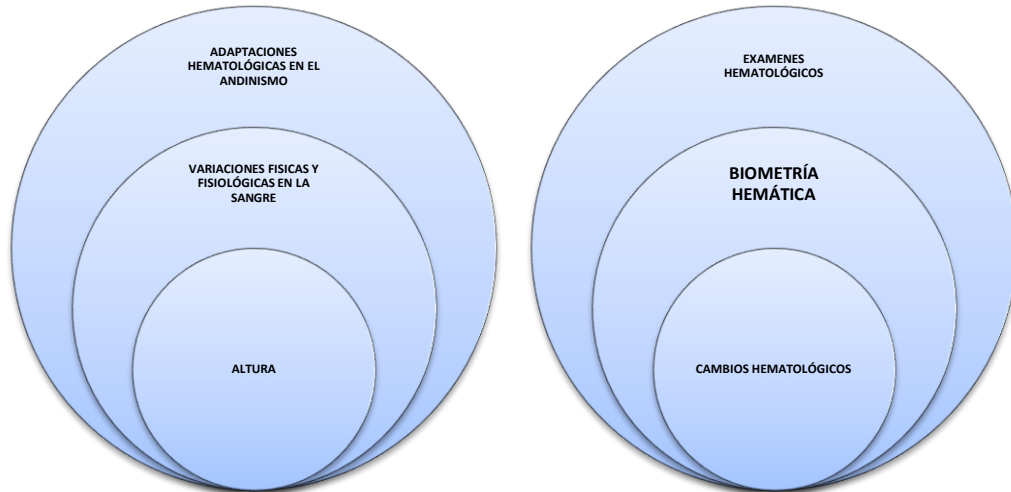 ADAPTACIONES
HEMATOLÓGICAS EN EL
ANDINISMO
VARIACIONES FISICAS Y
FISIOLÓGICAS EN LA
SANGRE
ALTURA
EXAMENES
HEMATOLÓGICOS
BIOMETRÍA
HEMÁTICA
CAMBIOS HEMATOLÓGICOS